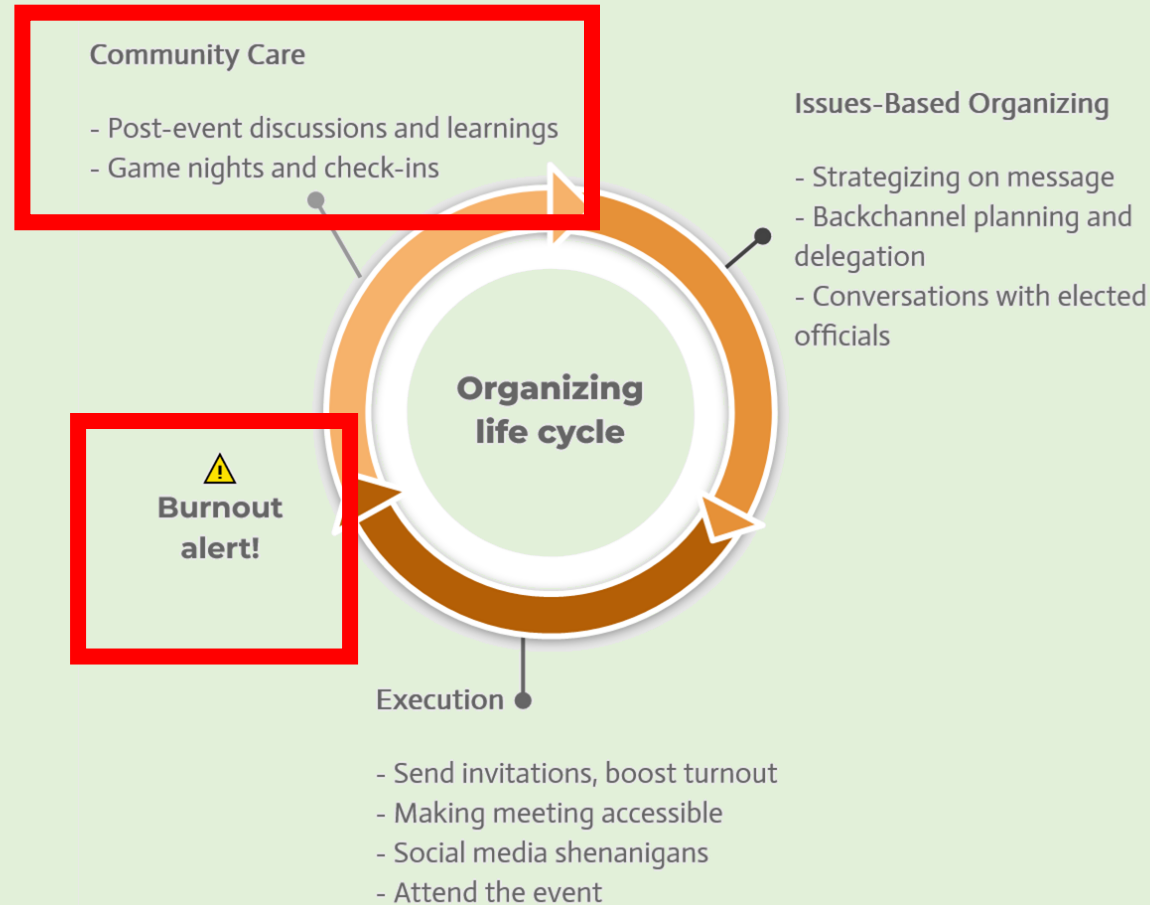 Community Care
- Post-event discussions and learnings
- Game nights and check-ins
Issues-Based Organizing
- Strategizing on message
- Backchannel planning and
delegation
- Conversations with elected
officials
Organizing
life cycle
Burnout
alert!
Execution
- Send invitations, boost turnout
- Making meeting accessible
- Social media shenanigans
- Attend the event